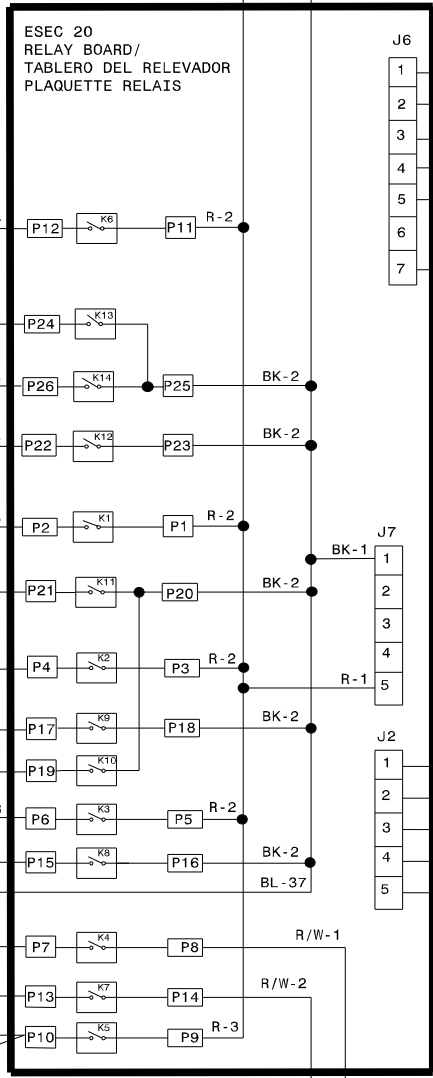 ESEC 20
RELAY BOARD/
TABLERO DEL RELEVADOR
PLAQUETTE RELAIS
J6
1
2
3
4
5
6
7
P12 K6 P11 R-2
P24 K13
P26 K14 P25 BK-2
P22 K12 P23 BK-2
P2 K1 P1 R-2
J7
BK-1 1
2
3
4
R-1 5
P21 K11 P20 BK-2
P4 K2 P3 R-2
P17 K9 P18 BK-2
P19 K10
J2
1
2
3
4
5
P6 K3 P5 R-2
P15 K8 P16 BK-2
BL-37
P7 K4 P8 R/W-1
P13 K7 P14 R/W-2
P10 K5 P9 R-3